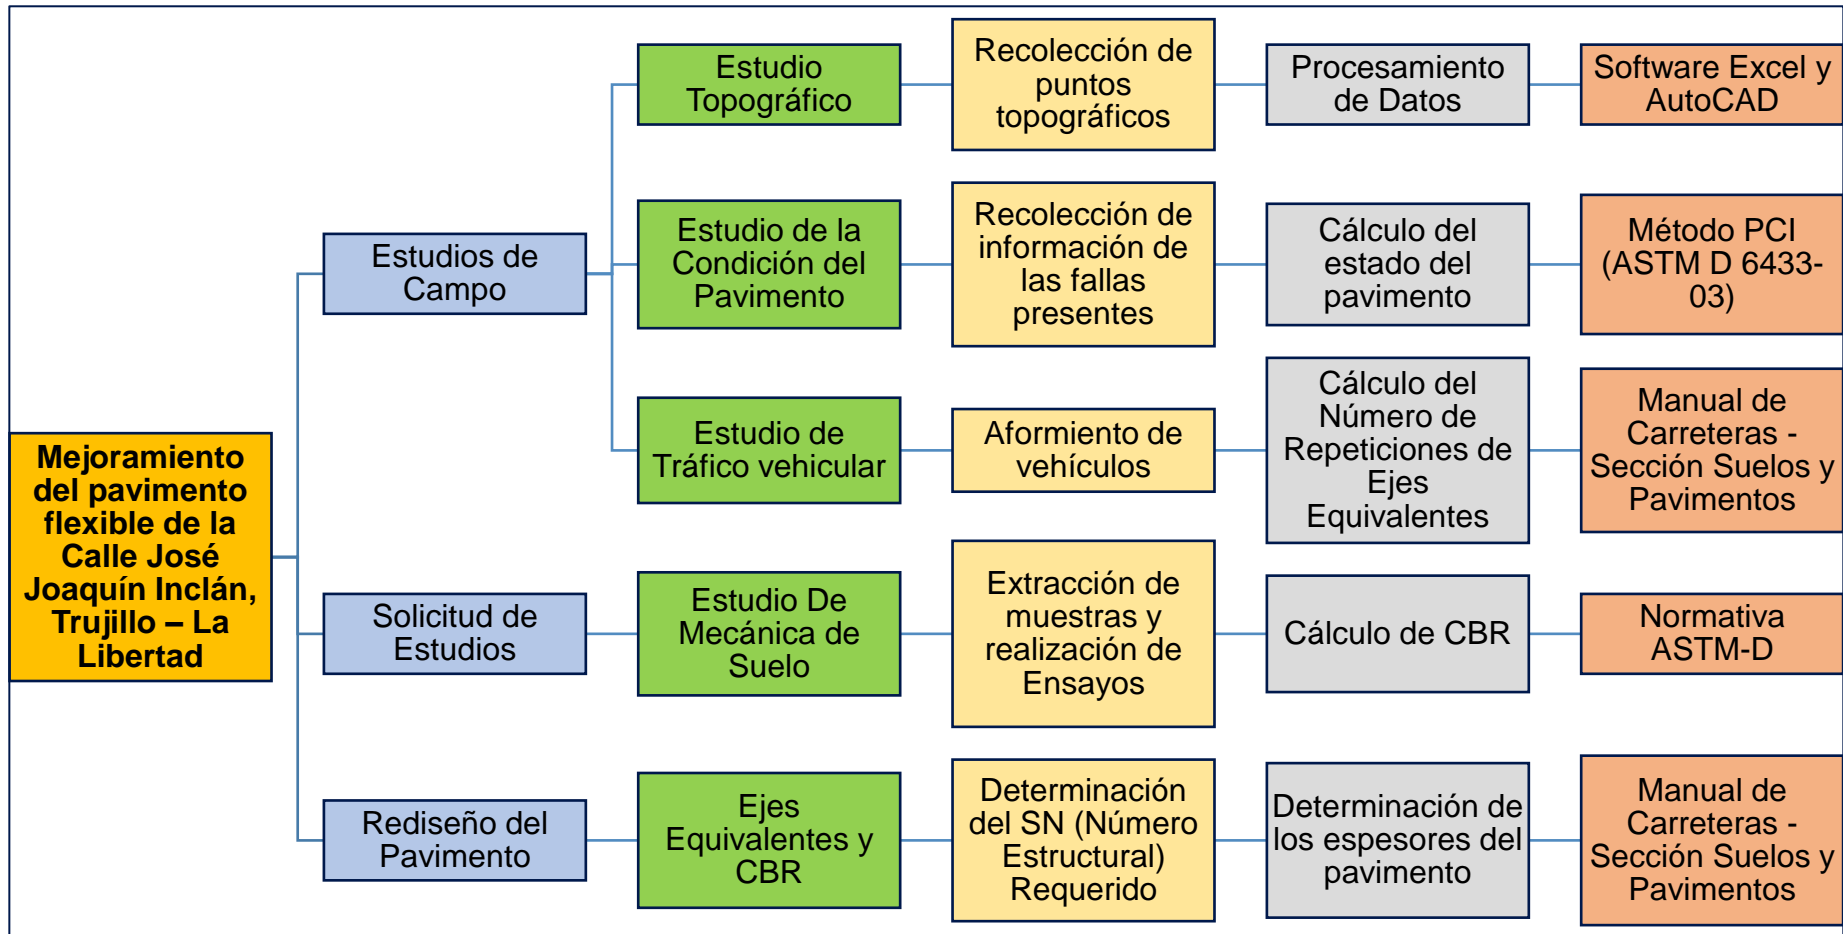 Mejoramiento
del pavimento
flexible de la
Calle José
Joaquín Inclán,
Trujillo – La
Libertad
Estudios de
Campo
Estudio
Topográfico
Recolección de
puntos
topográficos
Procesamiento
de Datos
Software Excel y
AutoCAD
Estudio de la
Condición del
Pavimento
Recolección de
información de
las fallas
presentes
Cálculo del
estado del
pavimento
Método PCI
(ASTM D 6433-
03)
Estudio de
Tráfico vehicular
Aformiento de
vehículos
Cálculo del
Número de
Repeticiones de
Ejes
Equivalentes
Manual de
Carreteras -
Sección Suelos y
Pavimentos
Solicitud de
Estudios
Estudio De
Mecánica de
Suelo
Extracción de
muestras y
realización de
Ensayos
Cálculo de CBR
Normativa
ASTM-D
Rediseño del
Pavimento
Ejes
Equivalentes y
CBR
Determinación
del SN (Número
Estructural)
Requerido
Determinación de
los espesores del
pavimento
Manual de
Carreteras -
Sección Suelos y
Pavimentos